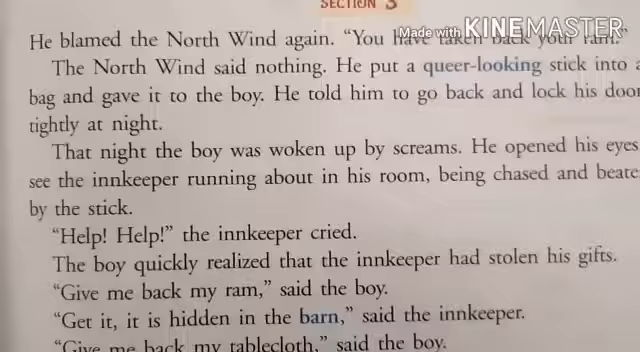 SECTION 3
Made with KINEMASTER
He blamed the North Wind again. "You have taken back your ram."
The North Wind said nothing. He put a queer-looking stick into a
bag and gave it to the boy. He told him to go back and lock his door
tightly at night.
That night the boy was woken up by screams. He opened his eyes
see the innkeeper running about in his room, being chased and beate
by the stick.
"Help! Help!" the innkeeper cried.
The boy quickly realized that the innkeeper had stolen his gifts.
"Give me back my ram," said the boy.
"Get it, it is hidden in the barn," said the innkeeper.
"Give me back my tablecloth," said the boy.